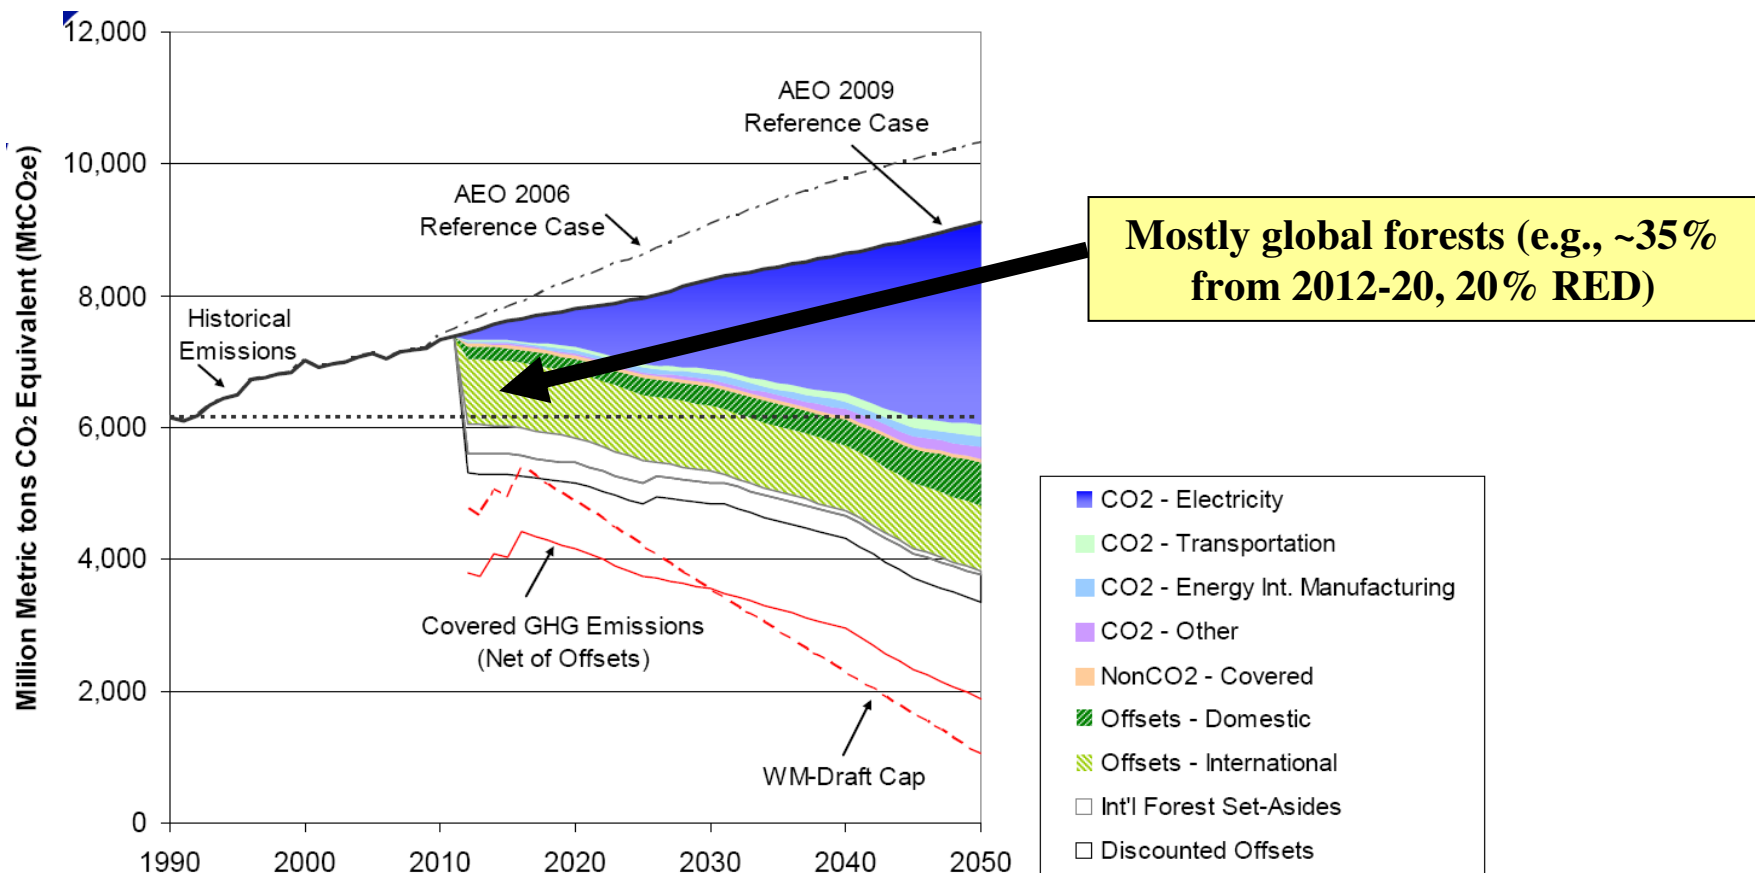 12,000
10,000
8,000
6,000
4,000
2,000
0
Million Metric tons CO2 Equivalent (MtCO2e)
1990 2000 2010 2020 2030 2040 2050
Historical
Emissions
AEO 2006
Reference Case
AEO 2009
Reference Case
Mostly global forests (e.g., ~35%
from 2012-20, 20% RED)
Covered GHG Emissions
(Net of Offsets)
WM-Draft Cap
CO2 - Electricity
CO2 - Transportation
CO2 - Energy Int. Manufacturing
CO2 - Other
NonCO2 - Covered
Offsets - Domestic
Offsets - International
Int'l Forest Set-Asides
Discounted Offsets